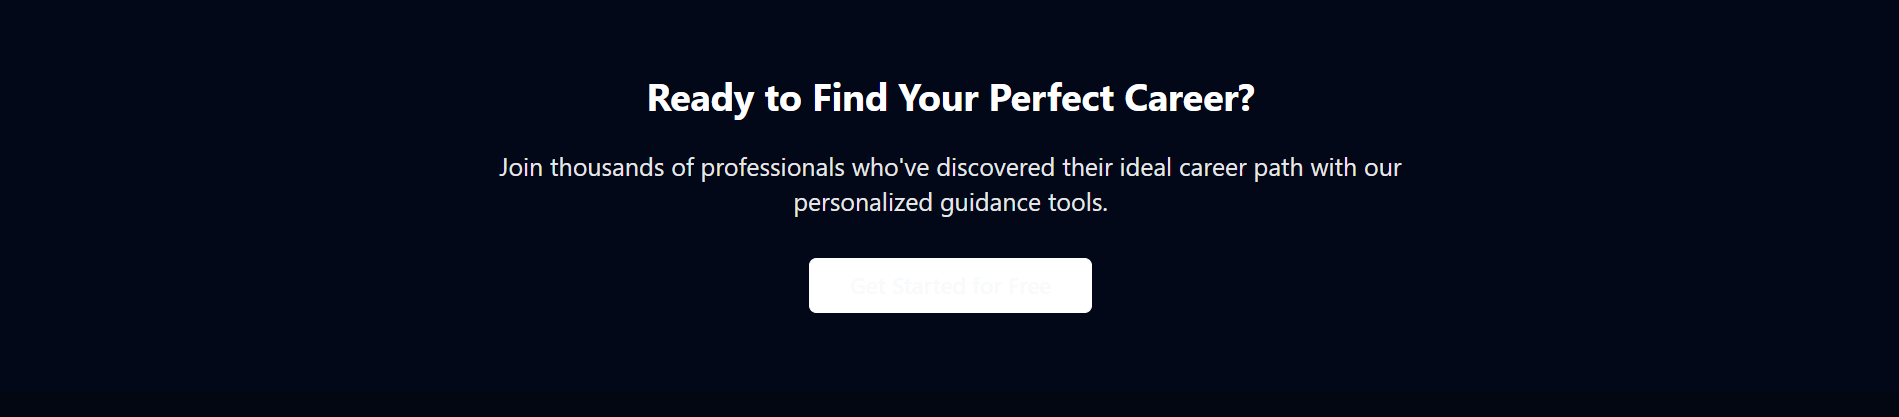 Ready to Find Your Perfect Career?
Join thousands of professionals who've discovered their ideal career path with our
personalized guidance tools.
Get Started for Free